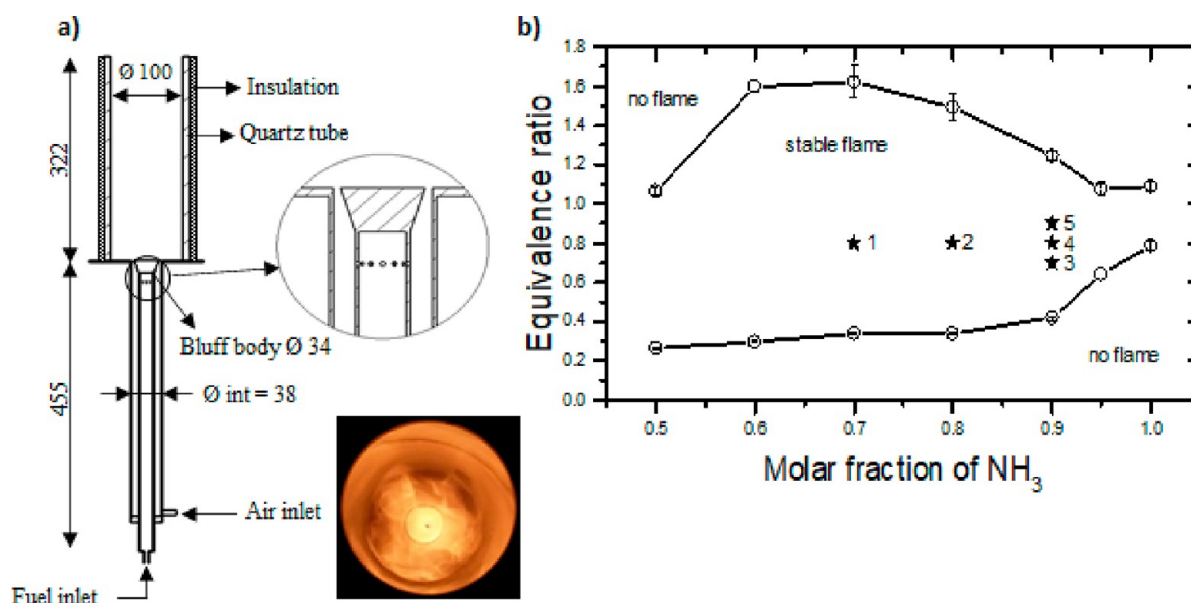 a)
Ø 100
Insulation
Quartz tube
322
Bluff body Ø 34
455
Ø int = 38
Air inlet
Fuel inlet
b)
Equivalence ratio
1.8
1.6
1.4
1.2
1.0
0.8
0.6
0.4
0.2
0.0
no flame
stable flame
1
2
5
4
3
no flame
0.5 0.6 0.7 0.8 0.9 1.0
Molar fraction of NH₃